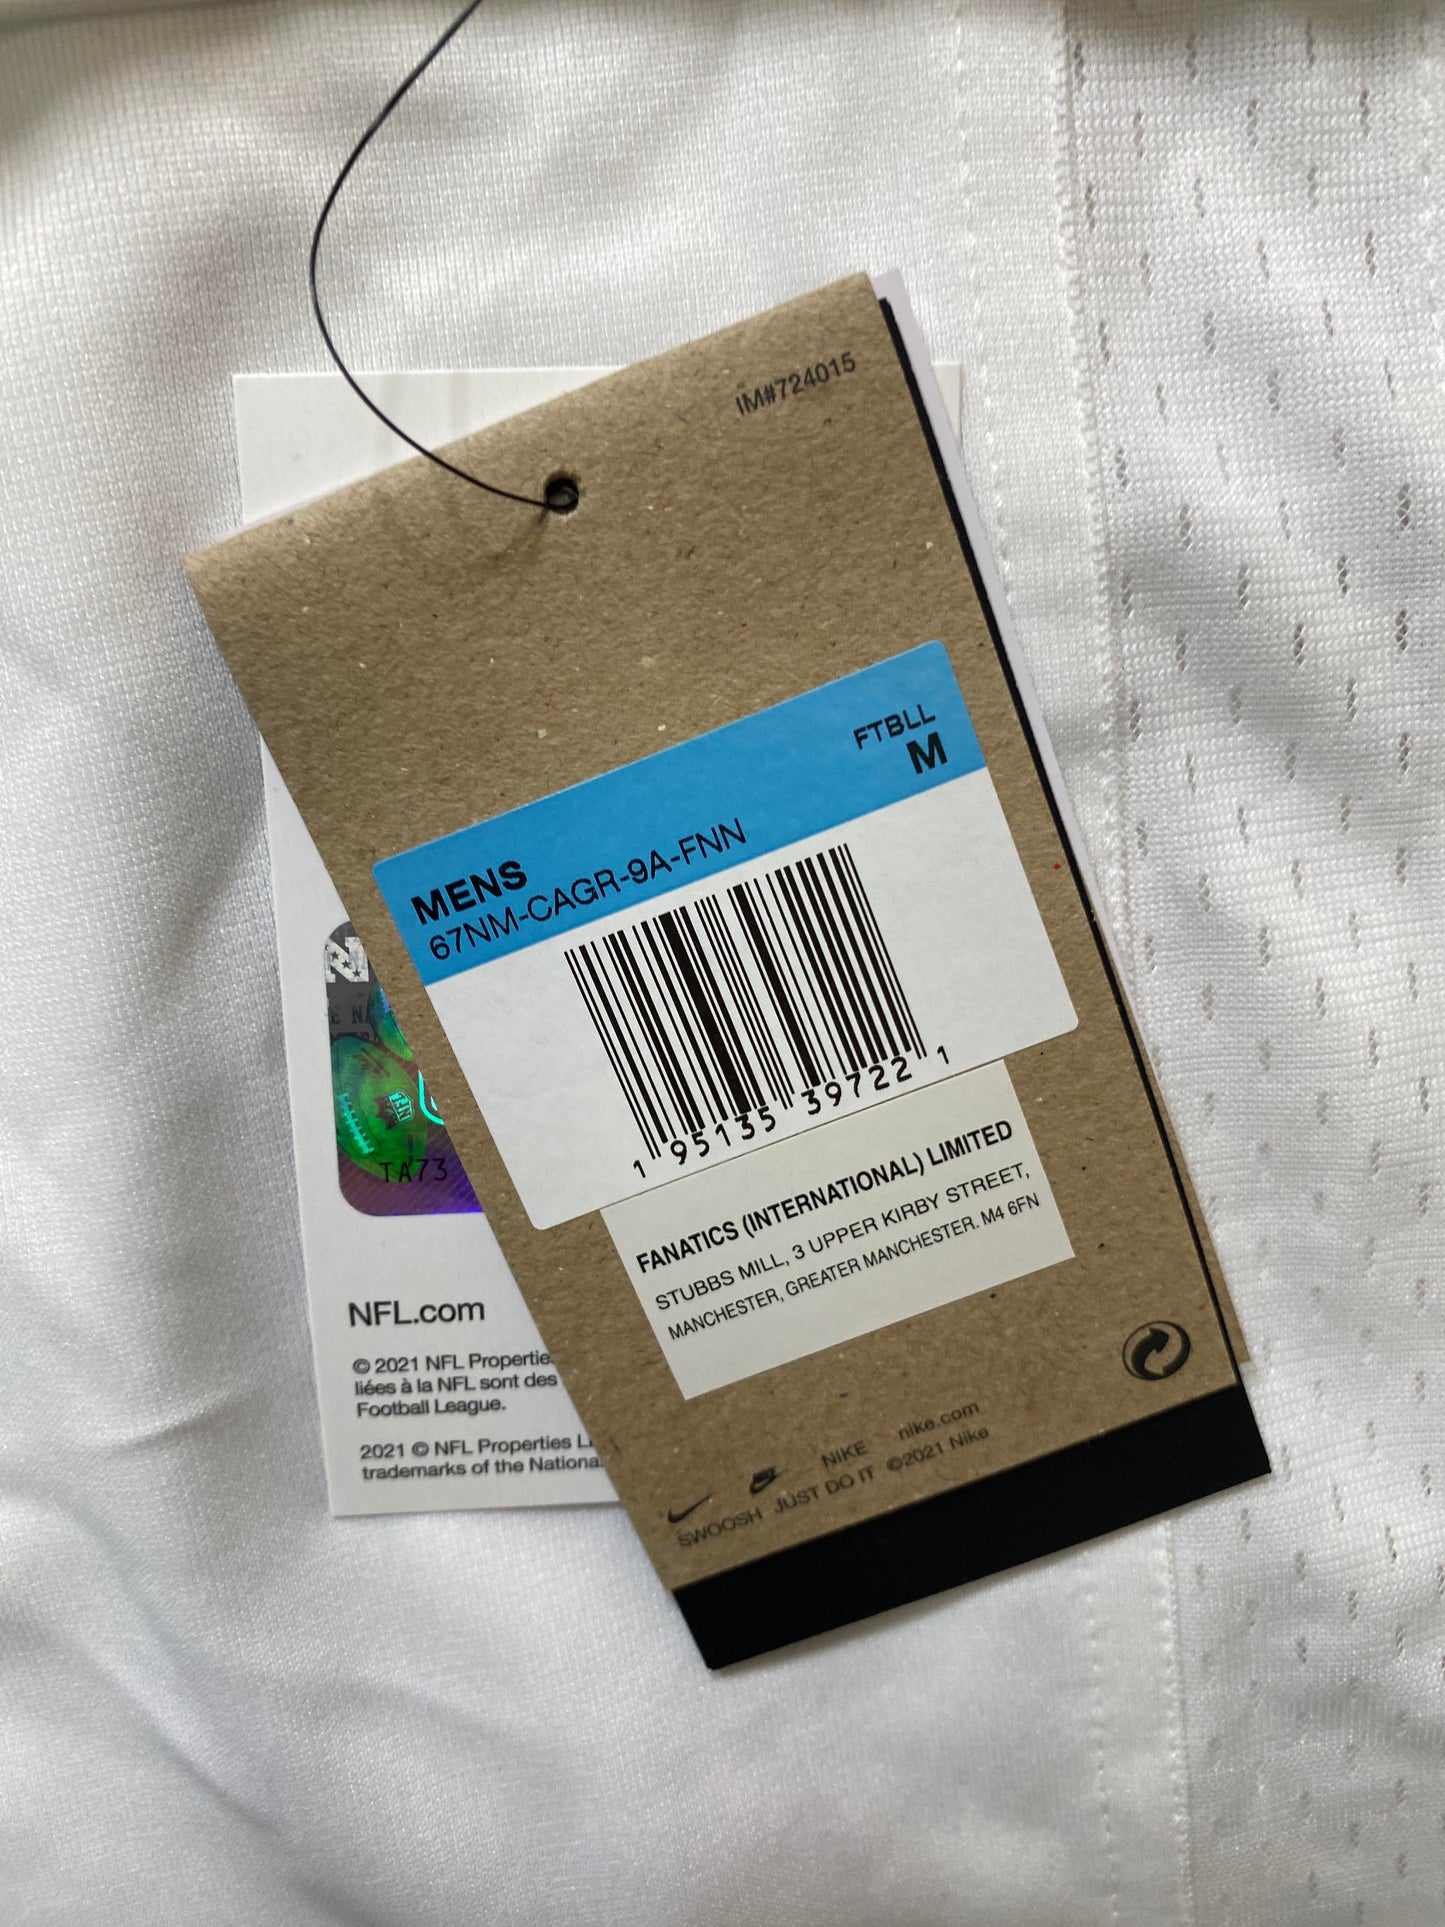 IM#724015
FTBLL
M
MENS
67NM-CAGR-9A-FNN
1 95135 39722 1
FANATICS (INTERNATIONAL) LIMITED
STUBBS MILL, 3 UPPER KIRBY STREET,
MANCHESTER, GREATER MANCHESTER. M4 6FN
NIKE nike.com
SWOOSH JUST DO IT ©2021 Nike
TA73
NFL.com
© 2021 NFL Propertie
liées à la NFL sont des
Football League.
2021 © NFL Properties L
trademarks of the Nationa